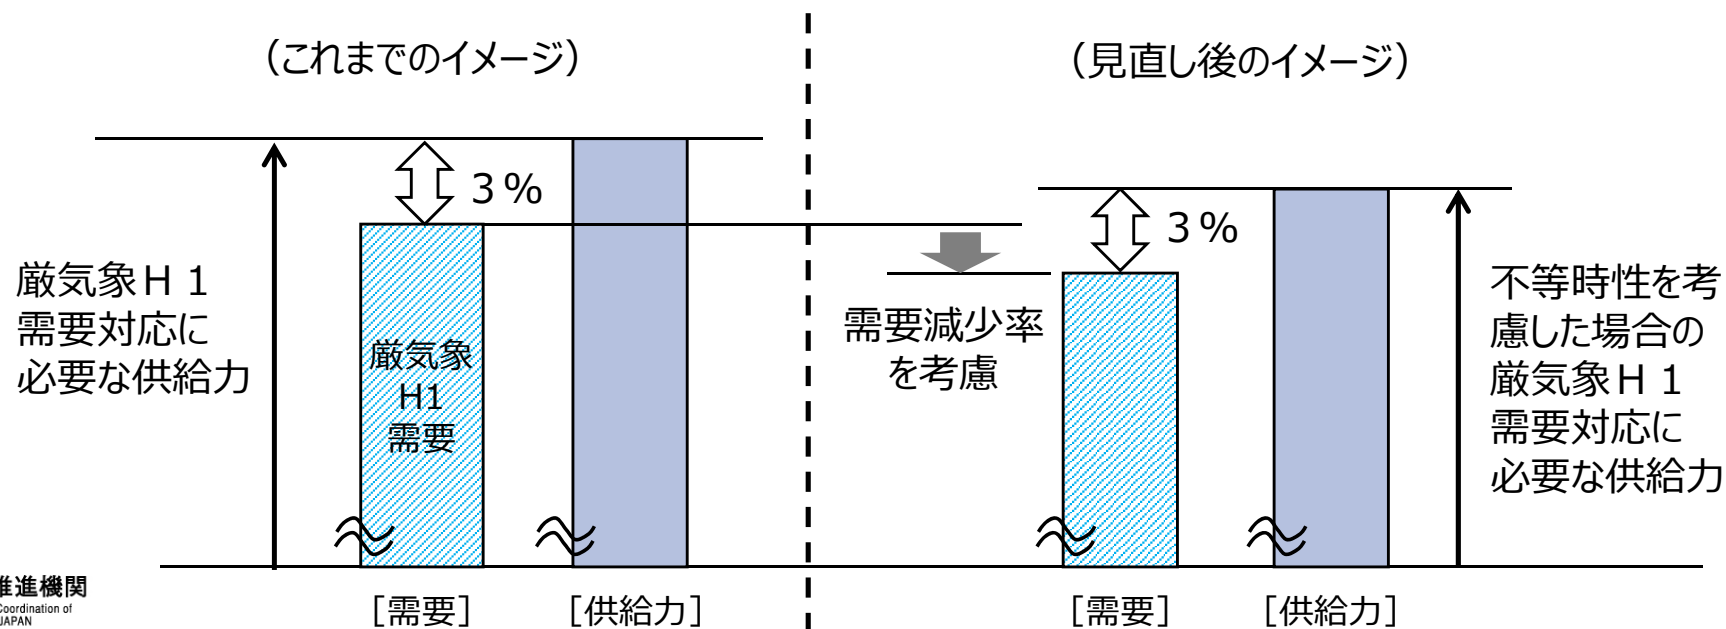 （これまでのイメージ）
（見直し後のイメージ）
３％
３％
厳気象Ｈ１
需要対応に
必要な供給力
厳気象
H1
需要
需要減少率
を考慮
不等時性を考
慮した場合の
厳気象Ｈ１
需要対応に
必要な供給力
［需要］
［供給力］
［需要］
［供給力］
推進機関
Coordination of
JAPAN